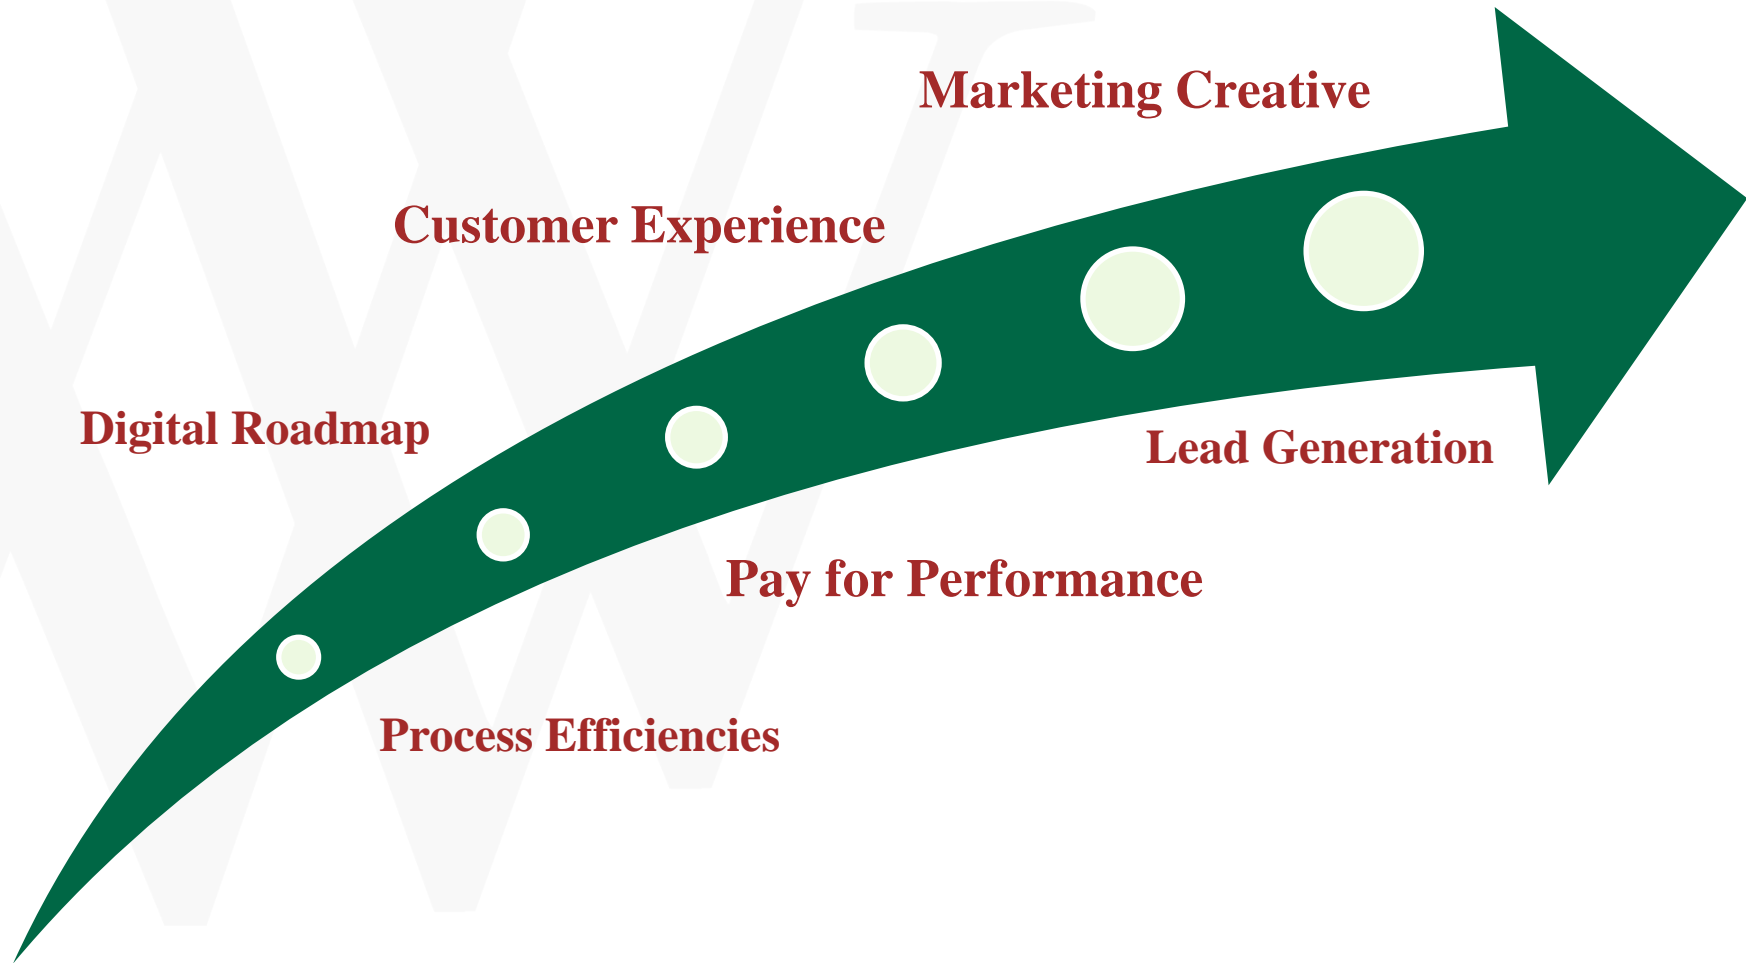 Marketing Creative
Customer Experience
Digital Roadmap
Lead Generation
Pay for Performance
Process Efficiencies